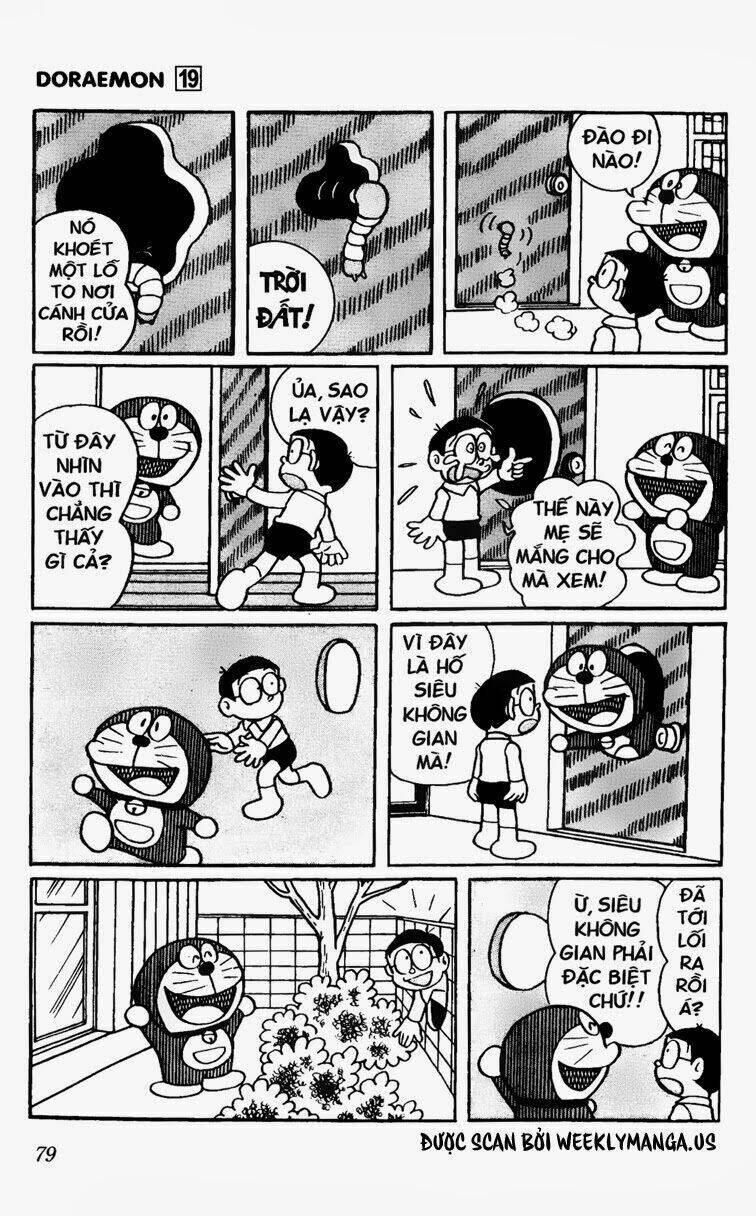 DORAEMON 19
ĐÀO ĐI
NÀO!
TRỜI
ĐẤT!
NÓ
KHOÉT
MỘT LỖ
TO NƠI
CÁNH CỬA
RỒI!
THẾ NÀY
MẸ SẼ
MẮNG CHO
MÀ XEM!
ỦA, SAO
LẠ VẬY?
TỪ ĐÂY
NHÌN
VÀO THÌ
CHẲNG
THẤY
GÌ CẢ?
VÌ ĐÂY
LÀ HỐ
SIÊU
KHÔNG
GIAN
MÀ!
ĐÃ
TỚI
LỐI
RA
RỒI
Á?
Ừ, SIÊU
KHÔNG
GIAN PHẢI
ĐẶC BIỆT
CHỨ!!
79
ĐƯỢC SCAN BỞI WEEKLYMANGA.US